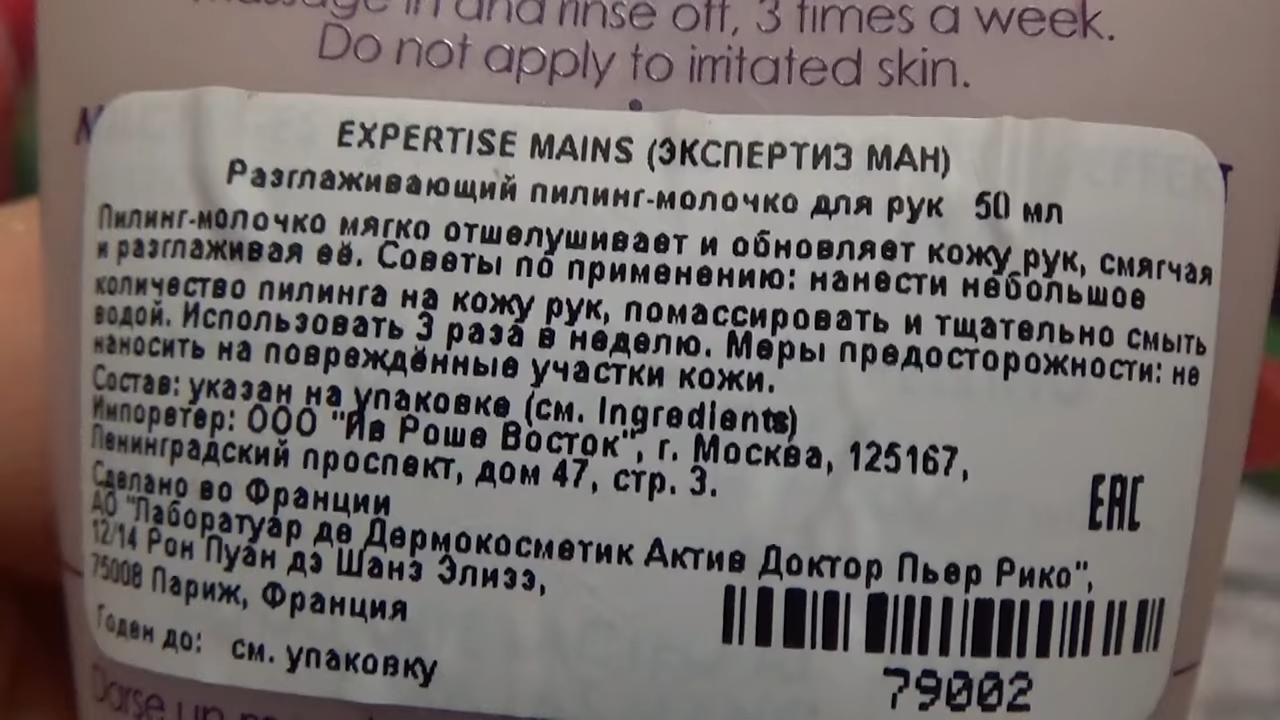 massage in and rinse off, 3 times a week.
Do not apply to irritated skin.
EXPERTISE MAINS (ЭКСПЕРТИЗ МАН)
Разглаживающий пилинг-молочко для рук 50 мл
Пилинг-молочко мягко отшелушивает и обновляет кожу рук, смягчая
и разглаживая её. Советы по применению: нанести небольшое
количество пилинга на кожу рук, помассировать и тщательно смыть
водой. Использовать 3 раза в неделю. Меры предосторожности: не
наносить на повреждённые участки кожи.
Состав: указан на упаковке (см. Ingredients)
Импоретер: ООО "Ив Роше Восток", г. Москва, 125167,
Ленинградский проспект, дом 47, стр. 3.
EAC
Сделано во Франции
АО "Лаборатуар де Дермокосметик Актив Доктор Пьер Рико",
12/14 Рон Пуан дэ Шанз Элизэ,
75008 Париж, Франция
Годен до: см. упаковку
79002